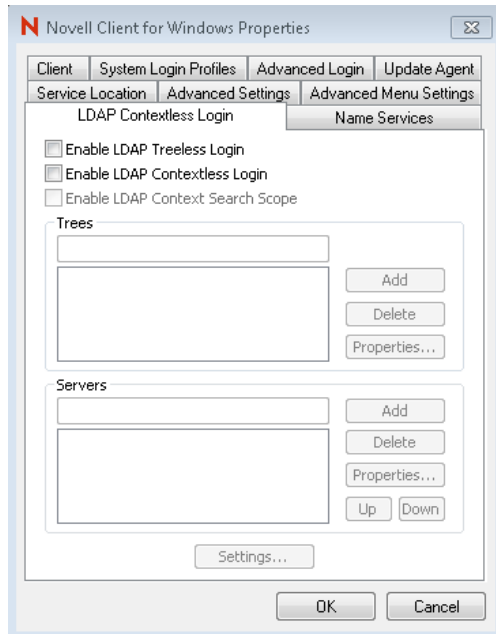 Novell Client for Windows Properties
Client System Login Profiles Advanced Login Update Agent
Service Location Advanced Settings Advanced Menu Settings
LDAP Contextless Login Name Services
Enable LDAP Treeless Login
Enable LDAP Contextless Login
Enable LDAP Context Search Scope
Trees
Add
Delete
Properties...
Servers
Add
Delete
Properties...
Up Down
Settings...
OK Cancel